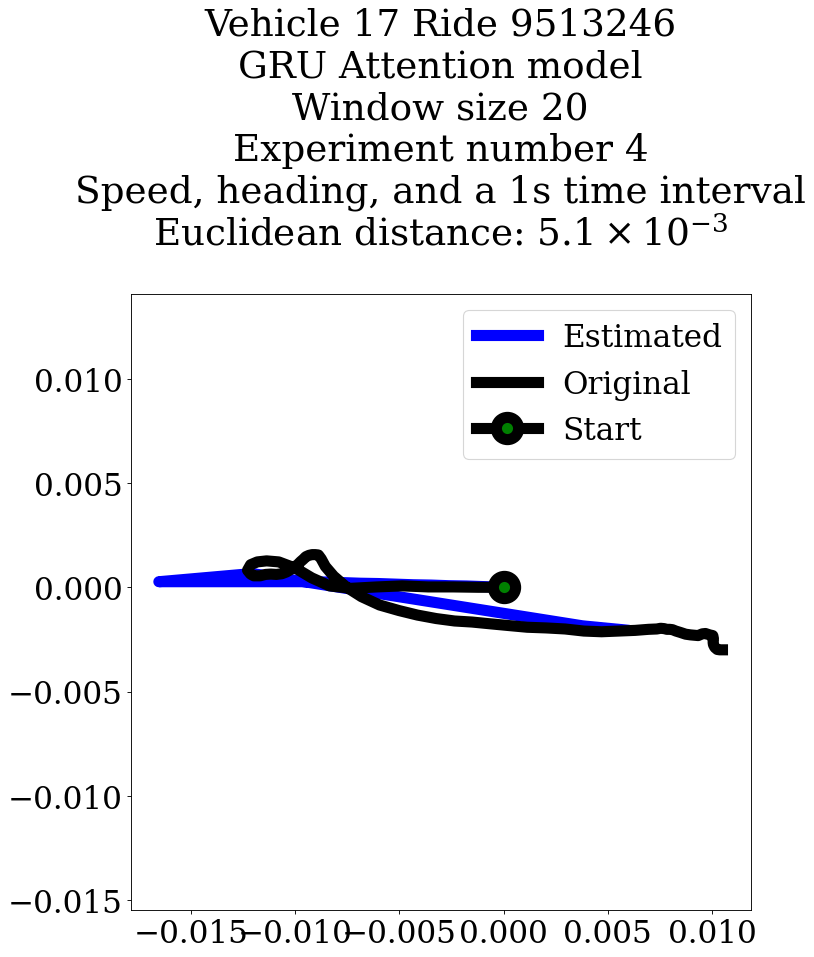 Vehicle 17 Ride 9513246
GRU Attention model
Window size 20
Experiment number 4
Speed, heading, and a 1s time interval
Euclidean distance: 5.1 × 10⁻³
Estimated
Original
Start
0.010
0.005
0.000
−0.005
−0.010
−0.015
−0.015 −0.010 −0.005 0.000 0.005 0.010